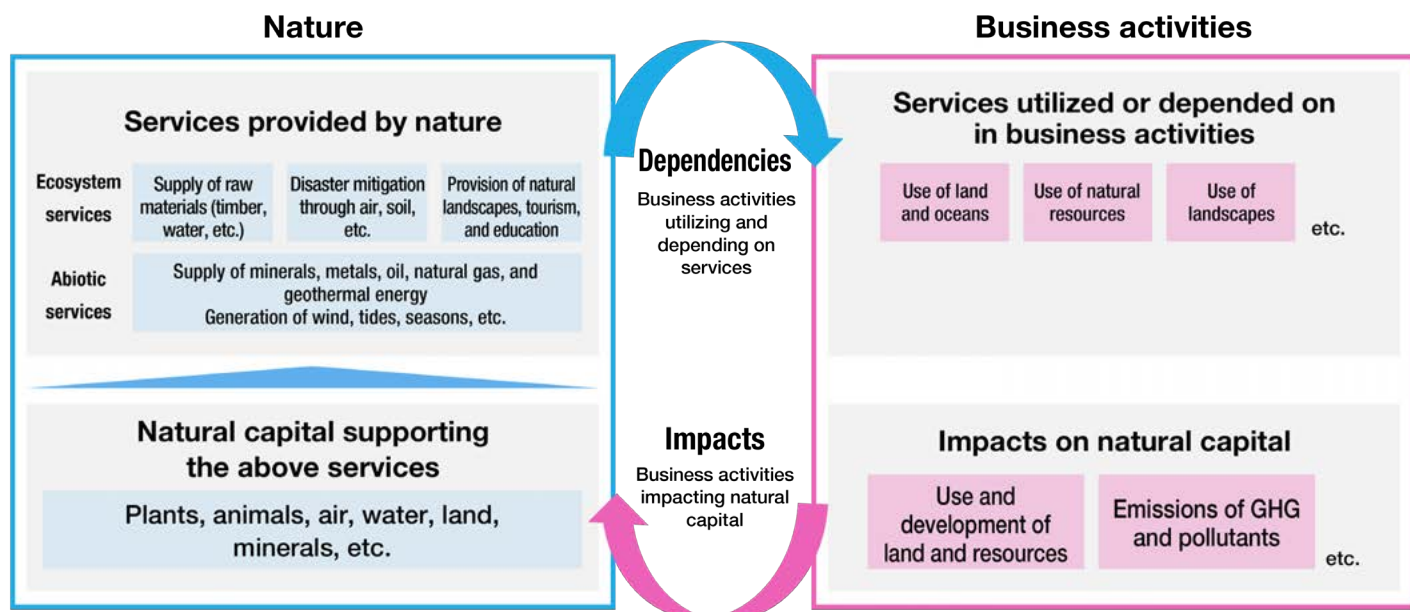 Nature
Services provided by nature
Ecosystem
services
Supply of raw
materials (timber,
water, etc.)
Disaster mitigation
through air, soil,
etc.
Provision of natural
landscapes, tourism,
and education
Abiotic
services
Supply of minerals, metals, oil, natural gas, and
geothermal energy
Generation of wind, tides, seasons, etc.
Natural capital supporting
the above services
Plants, animals, air, water, land,
minerals, etc.
Dependencies
Business activities
utilizing and
depending on
services
Impacts
Business activities
impacting natural
capital
Business activities
Services utilized or depended on
in business activities
Use of land
and oceans
Use of natural
resources
Use of
landscapes
etc.
Impacts on natural capital
Use and
development of
land and resources
Emissions of GHG
and pollutants
etc.